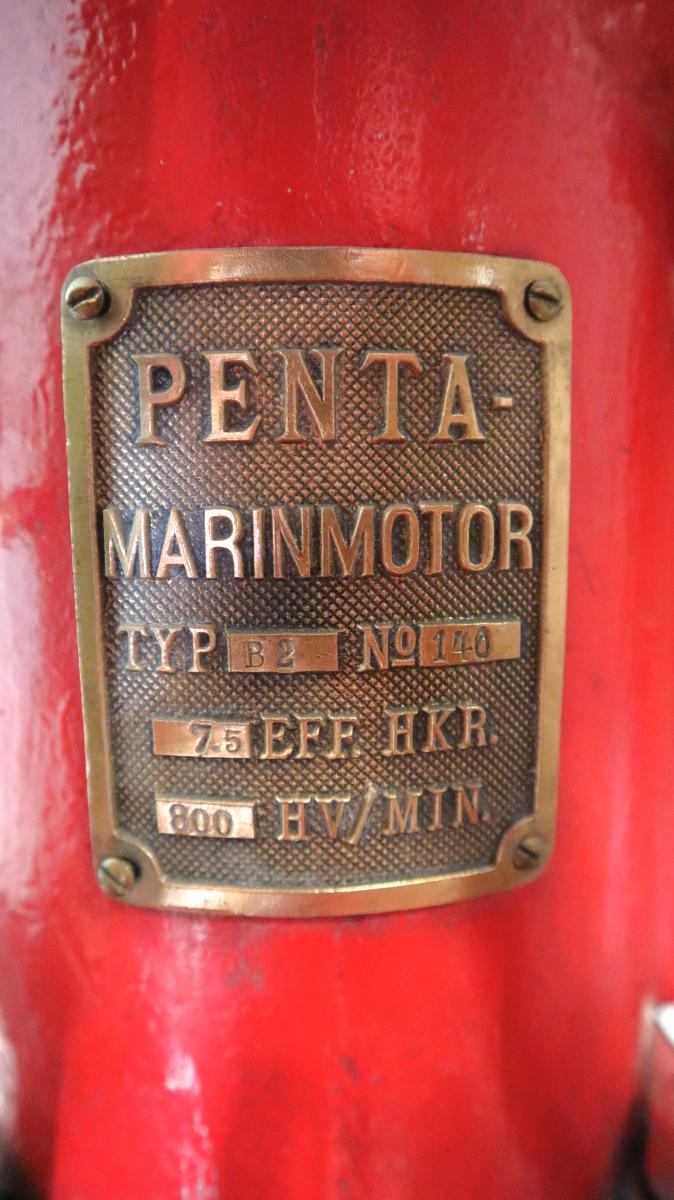 PENTA-
MARINMOTOR
TYP B2 No 140
7.5 EFF. HKR.
800 HV/MIN.